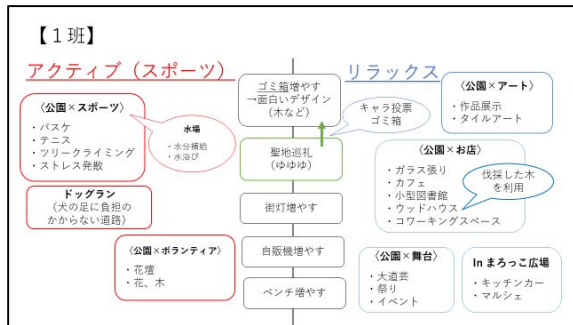 【１班】
アクティブ（スポーツ）
リラックス
〈公園×スポーツ〉
・バスケ
・テニス
・ツリークライミング
・ストレス発散
水場
・水分補給
・水浴び
ドッグラン
（犬の足に負担の
かからない道路）
〈公園×ボランティア〉
・花壇
・花、木
ゴミ箱増やす
→面白いデザイン
（木など）
キャラ投票
ゴミ箱
聖地巡礼
（ゆゆゆ）
街灯増やす
自販機増やす
ベンチ増やす
〈公園×アート〉
・作品展示
・タイルアート
〈公園×お店〉
・ガラス張り
・カフェ
・小型図書館
・ウッドハウス
・コワーキングスペース
伐採した木
を利用
〈公園×舞台〉
・大道芸
・祭り
・イベント
In まろっこ広場
・キッチンカー
・マルシェ